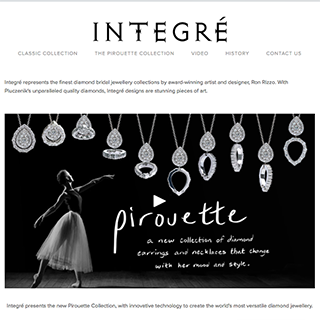 INTEGRÉ
CLASSIC COLLECTION THE PIROUETTE COLLECTION VIDEO HISTORY CONTACT US
Integré represents the finest diamond bridal jewellery collections by award-winning artist and designer, Ron Rizzo. With
Pluczenik's unparalleled quality diamonds, Integré designs are stunning pieces of art.
pirouette
a new collection of diamond
earrings and necklaces that change
with her mood and style.
Integré presents the new Pirouette Collection, with innovative technology to create the world's most versatile diamond jewellery.